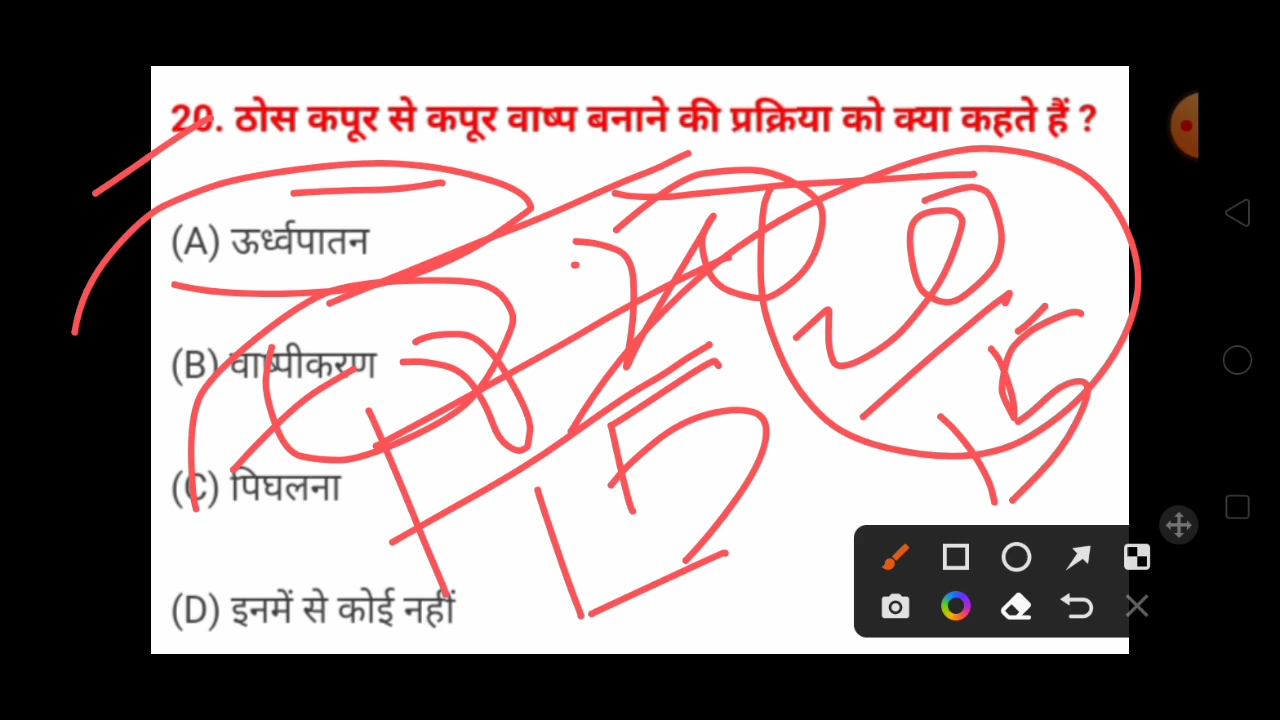 20. ठोस कपूर से कपूर वाष्प बनाने की प्रक्रिया को क्या कहते हैं ?
(A) ऊर्ध्वपातन
(B) वाष्पीकरण
(C) पिघलना
(D) इनमें से कोई नहीं